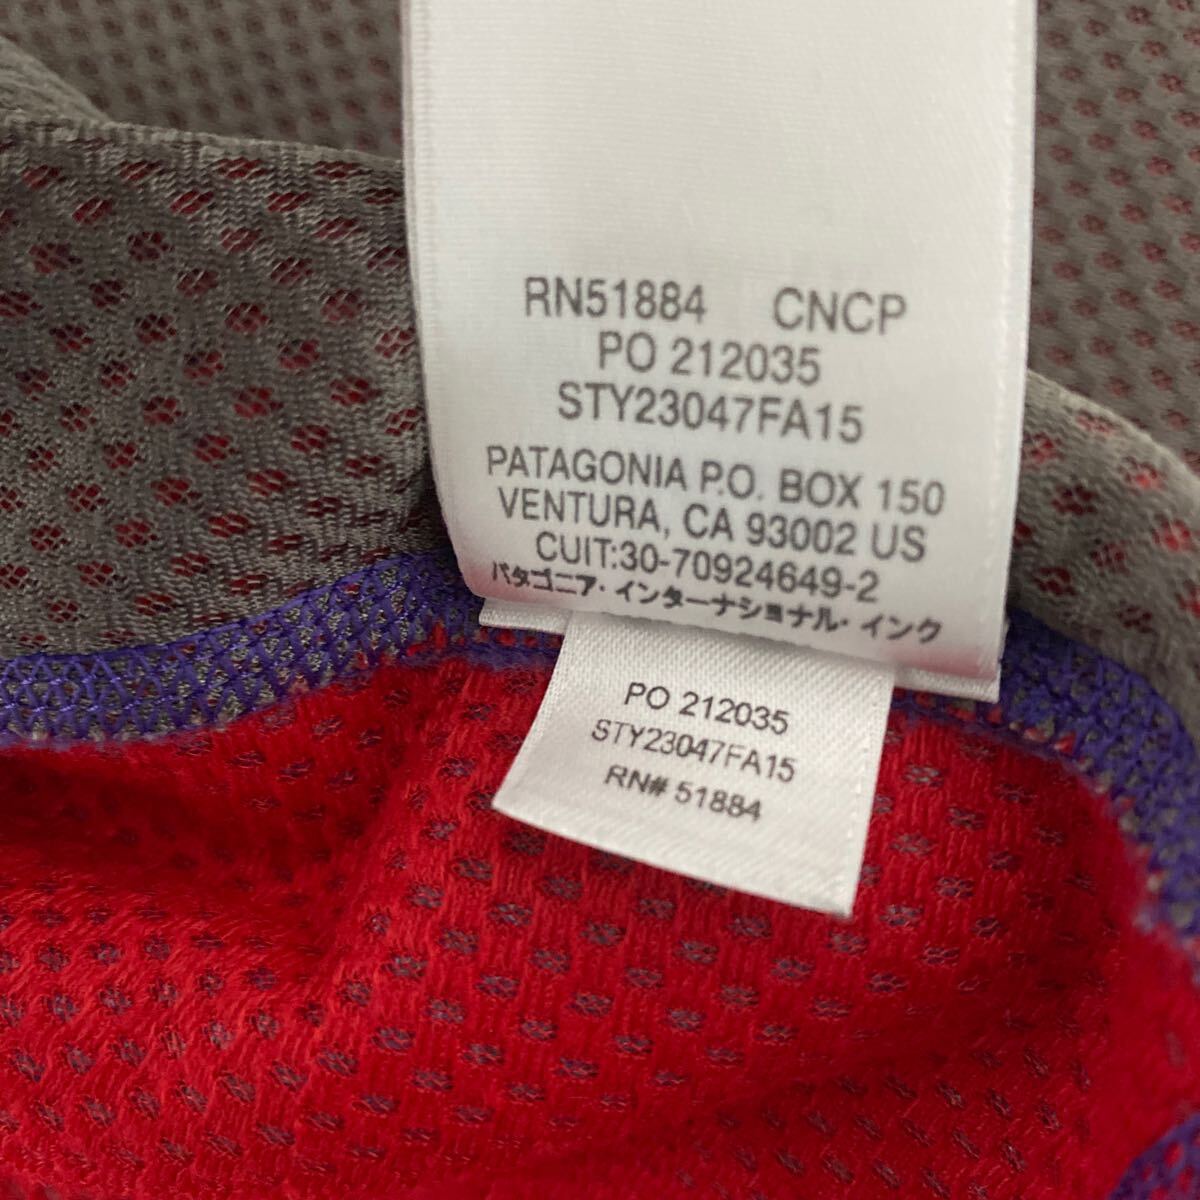 RN51884 CNCP
PO 212035
STY23047FA15
PATAGONIA P.O. BOX 150
VENTURA, CA 93002 US
CUIT:30-70924649-2
パタゴニア・インターナショナル・インク
PO 212035
STY23047FA15
RN# 51884